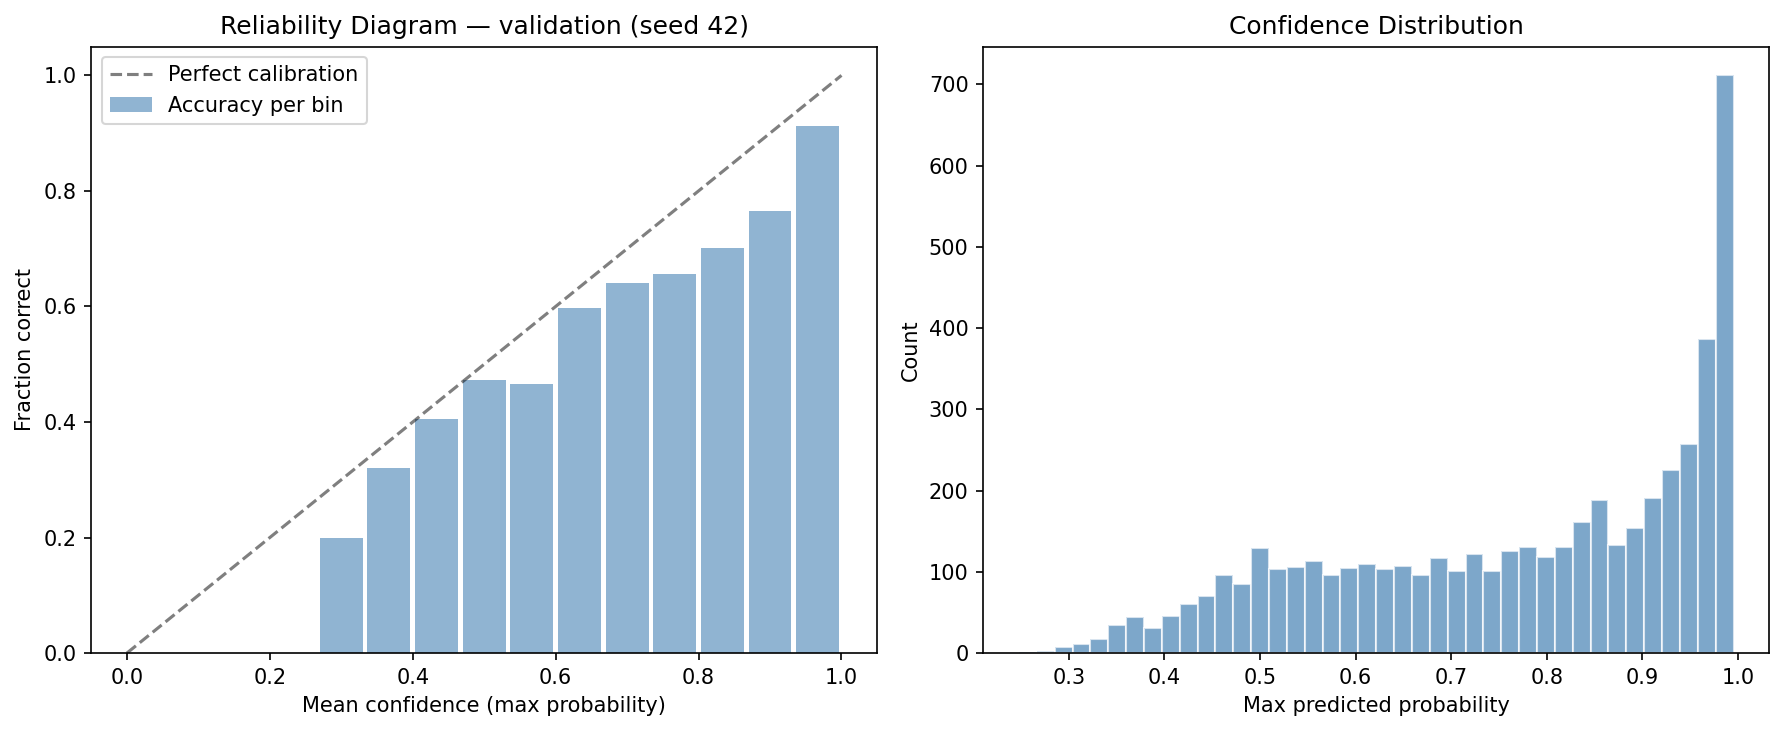 Reliability Diagram — validation (seed 42)
Perfect calibration
Accuracy per bin
1.0
0.8
0.6
0.4
0.2
0.0
Fraction correct
0.0 0.2 0.4 0.6 0.8 1.0
Mean confidence (max probability)
Confidence Distribution
700
600
500
400
300
200
100
0
Count
0.3 0.4 0.5 0.6 0.7 0.8 0.9 1.0
Max predicted probability